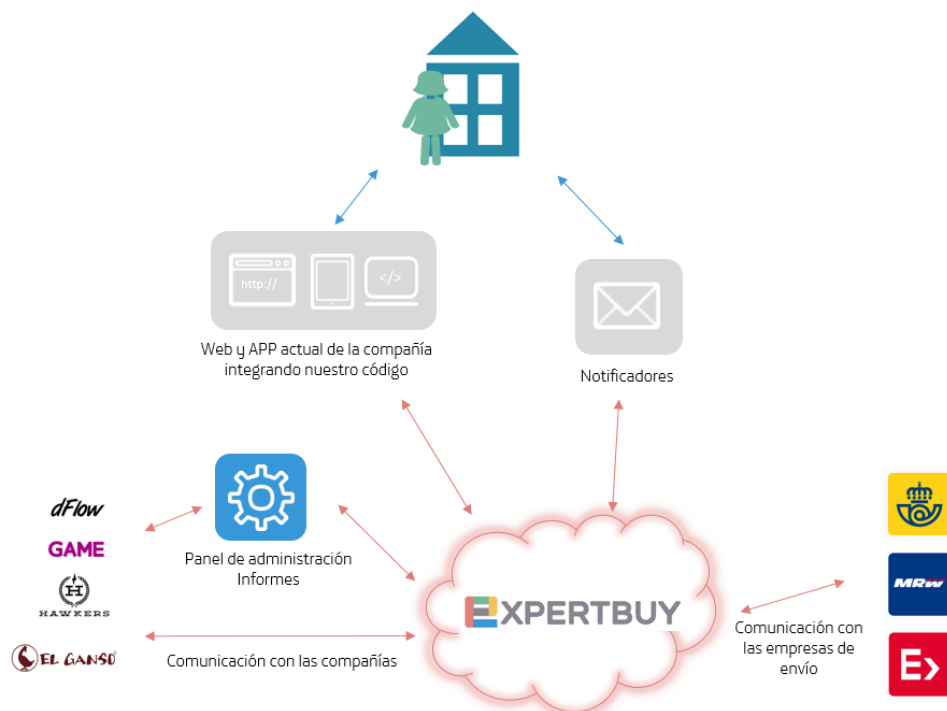 http://
</>
Web y APP actual de la compañía
integrando nuestro código
Notificadores
dFlow
GAME
H
HAWKERS
EL GANSO
Panel de administración
Informes
EXPERTBUY
Comunicación con las compañías
MRW
Comunicación con
las empresas de
envío
E>